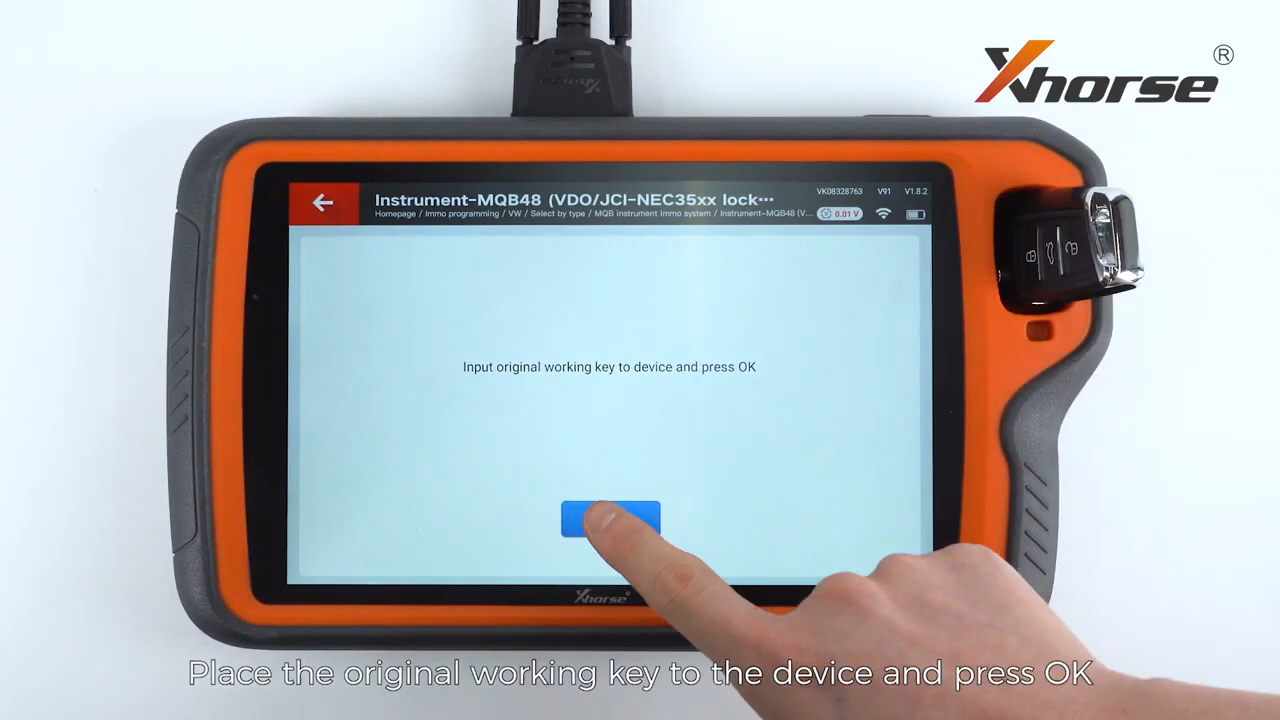 Xhorse®
Instrument-MQB48 (VDO/JCI-NEC35xx lock···
VK08328763 V91 V1.8.2
Homepage / Immo programming / VW / Select by type / MQB instrument immo system / Instrument-MQB48 (V...
0.01 V
Input original working key to device and press OK
Xhorse®
Place the original working key to the device and press OK